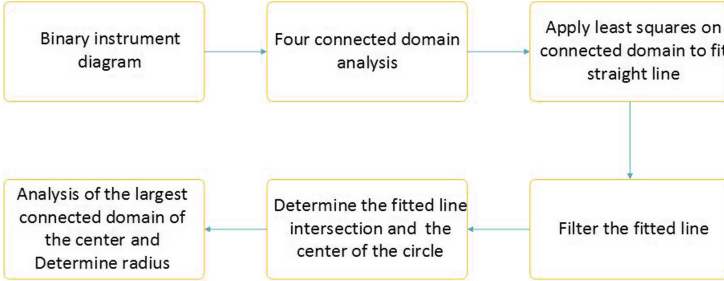 Binary instrument
diagram
Four connected domain
analysis
Apply least squares on
connected domain to fit
straight line
Filter the fitted line
Determine the fitted line
intersection and the
center of the circle
Analysis of the largest
connected domain of
the center and
Determine radius